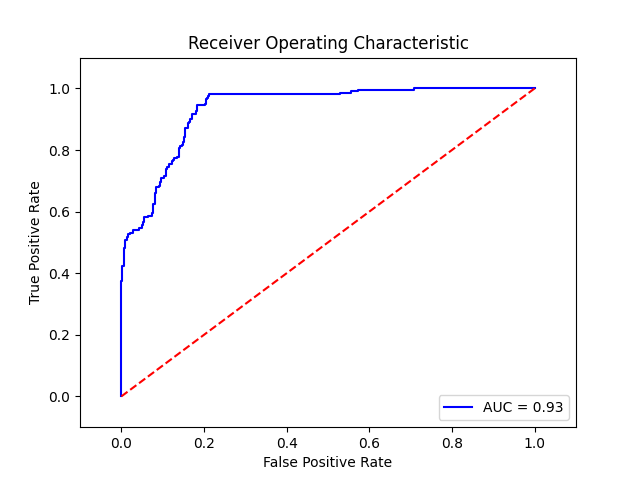 Receiver Operating Characteristic
True Positive Rate
1.0
0.8
0.6
0.4
0.2
0.0
0.0 0.2 0.4 0.6 0.8 1.0
False Positive Rate
AUC = 0.93